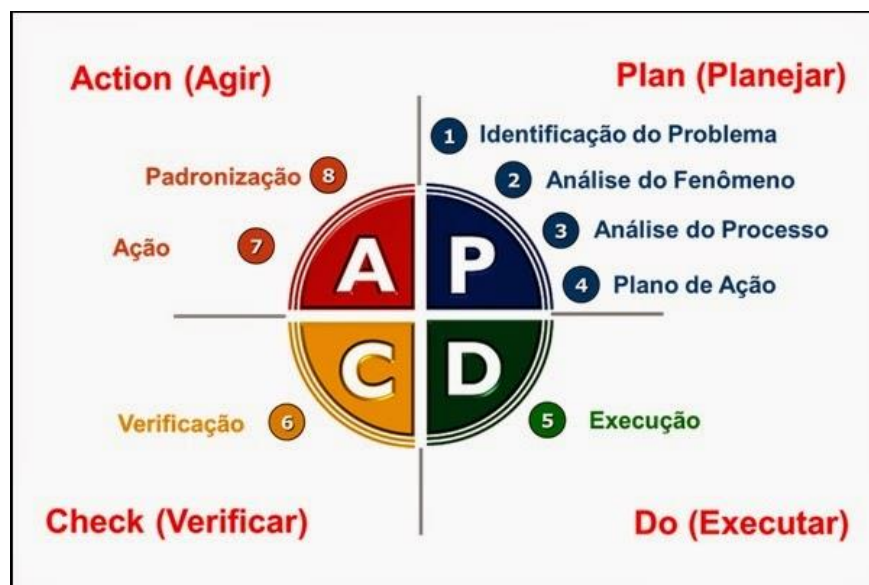 Action (Agir)
Plan (Planejar)
1 Identificação do Problema
2 Análise do Fenômeno
3 Análise do Processo
4 Plano de Ação
Padronização 8
Ação 7
A P
C D
Verificação 6
5 Execução
Check (Verificar)
Do (Executar)